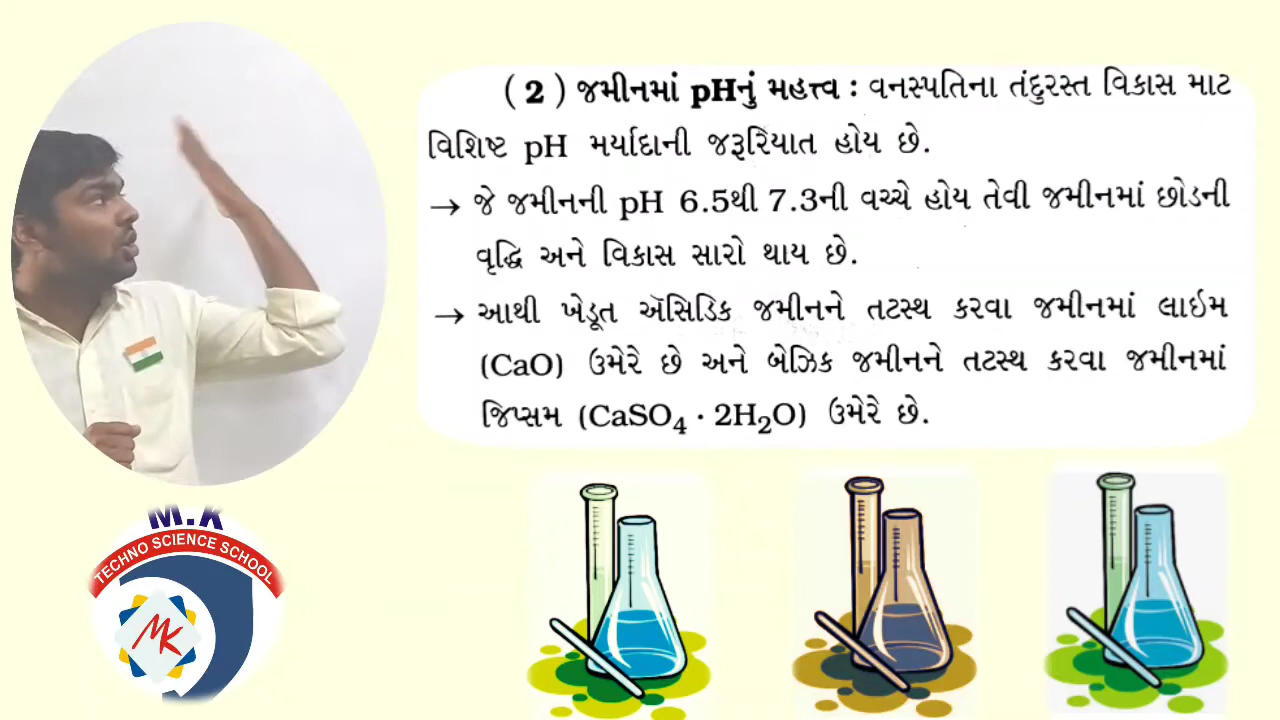 ( 2 ) જમીનમાં pHનું મહત્ત્વ : વનસ્પતિના તંદુરસ્ત વિકાસ માટ
વિશિષ્ટ pH મર્યાદાની જરૂરિયાત હોય છે.
→ જે જમીનની pH 6.5થી 7.3ની વચ્ચે હોય તેવી જમીનમાં છોડની
વૃદ્ધિ અને વિકાસ સારો થાય છે.
→ આથી ખેડૂત ઍસિડિક જમીનને તટસ્થ કરવા જમીનમાં લાઇમ
(CaO) ઉમેરે છે અને બેઝિક જમીનને તટસ્થ કરવા જમીનમાં
જિપ્સમ (CaSO₄ · 2H₂O) ઉમેરે છે.
M.K
TECHNO SCIENCE SCHOOL
MK